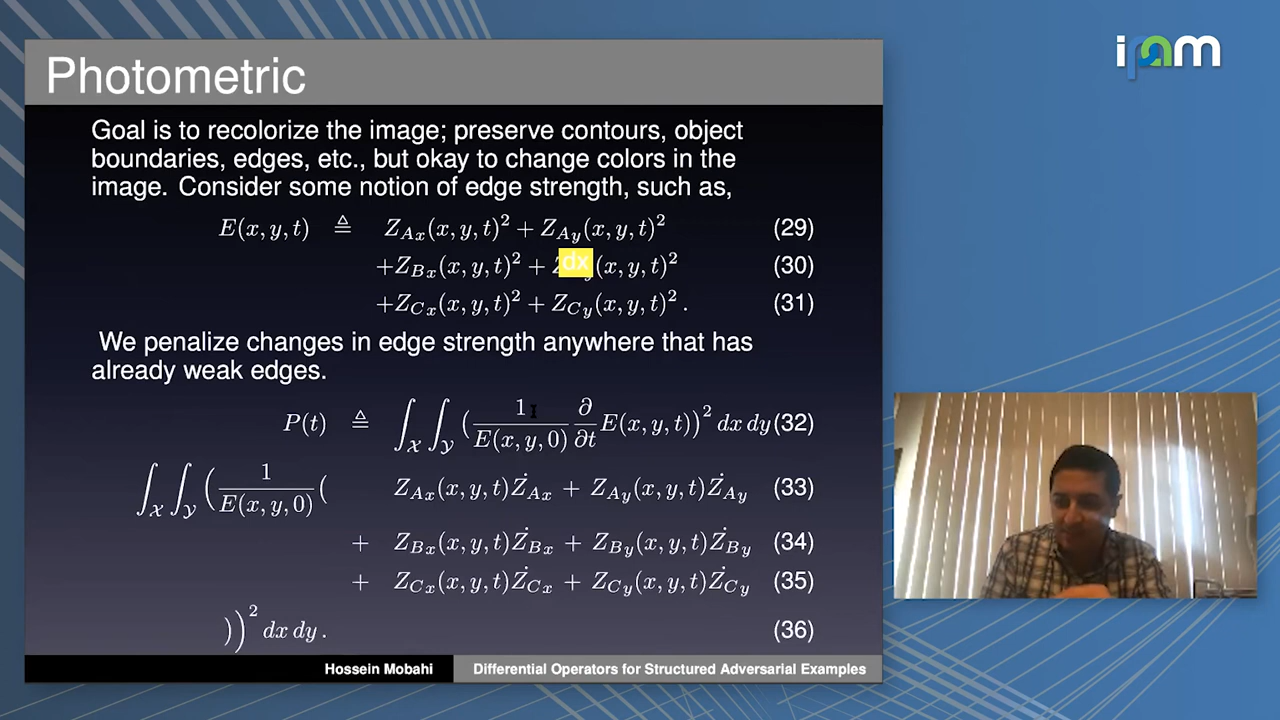 ipam
Photometric
Goal is to recolorize the image; preserve contours, object
boundaries, edges, etc., but okay to change colors in the
image. Consider some notion of edge strength, such as,
E(x, y, t) ≜ Z_{Ax}(x, y, t)² + Z_{Ay}(x, y, t)² (29)
+Z_{Bx}(x, y, t)² + Z dx y(x, y, t)² (30)
+Z_{Cx}(x, y, t)² + Z_{Cy}(x, y, t)² . (31)
We penalize changes in edge strength anywhere that has
already weak edges.
P(t) ≜ ∫_𝒳 ∫_𝒴 ( 1/E(x, y, 0) ∂/∂t E(x, y, t))² dx dy (32)
∫_𝒳 ∫_𝒴 ( 1/E(x, y, 0) ( Z_{Ax}(x, y, t)Ż_{Ax} + Z_{Ay}(x, y, t)Ż_{Ay} (33)
+ Z_{Bx}(x, y, t)Ż_{Bx} + Z_{By}(x, y, t)Ż_{By} (34)
+ Z_{Cx}(x, y, t)Ż_{Cx} + Z_{Cy}(x, y, t)Ż_{Cy} (35)
))² dx dy . (36)
Hossein Mobahi Differential Operators for Structured Adversarial Examples